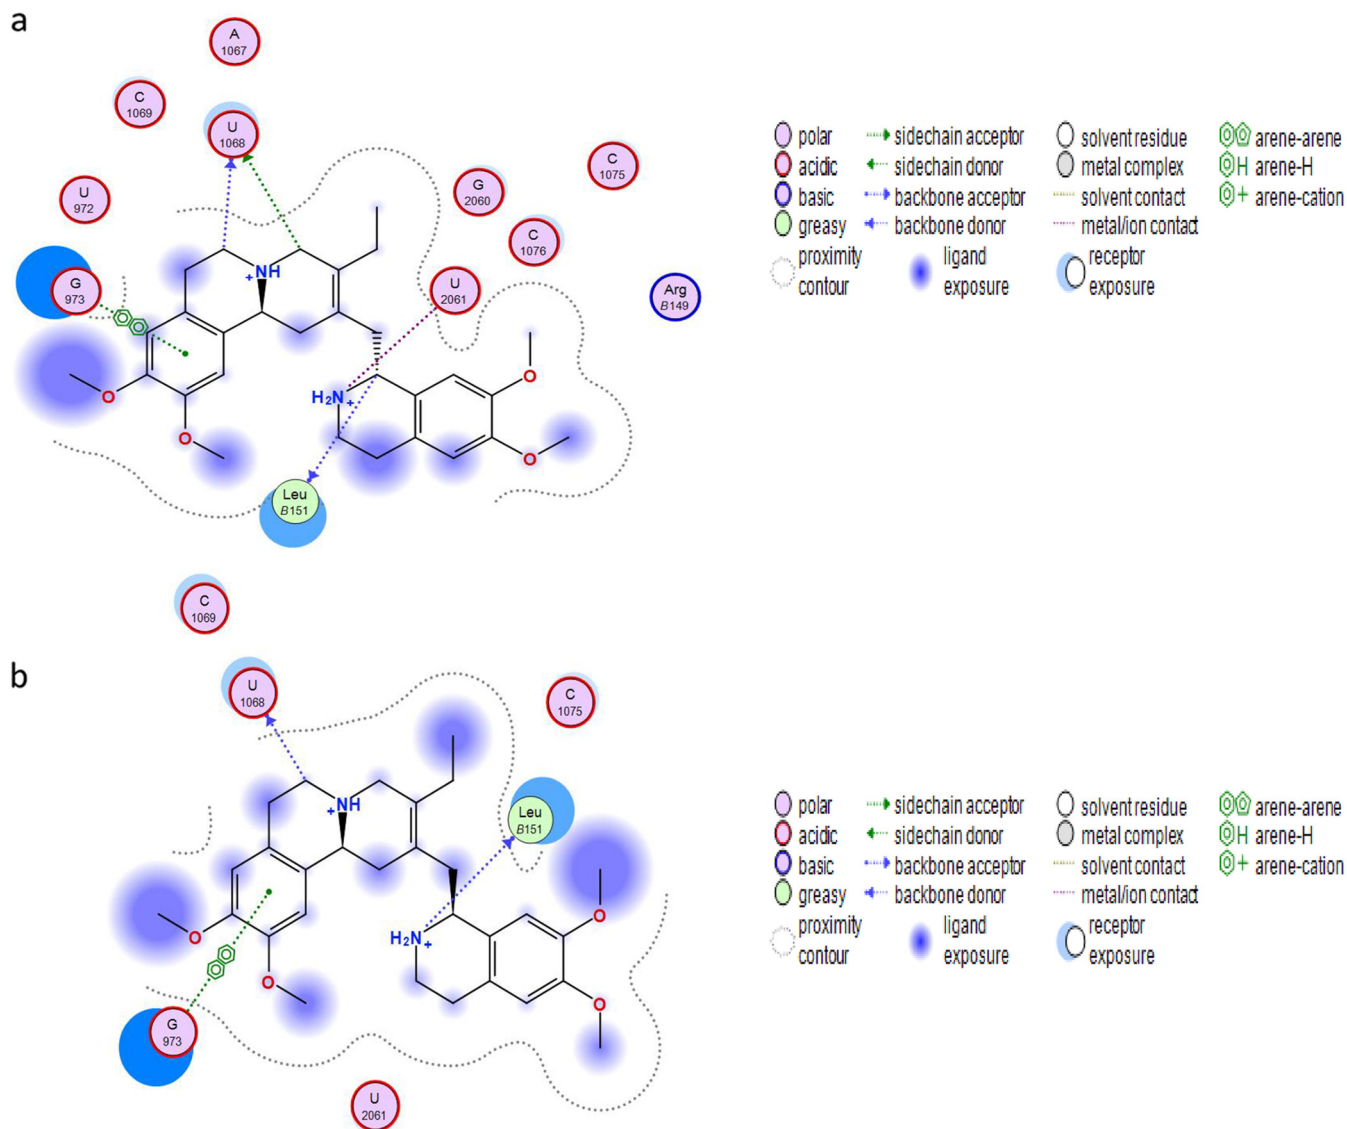 a
A
1067
C
1069
U
1068
U
972
G
973
G
2060
C
1075
C
1076
U
2061
Arg
B149
+NH
H2N+
O
O
O
O
Leu
B151
polar
acidic
basic
greasy
proximity
contour
sidechain acceptor
sidechain donor
backbone acceptor
backbone donor
ligand
exposure
solvent residue
metal complex
solvent contact
metal/ion contact
receptor
exposure
arene-arene
H arene-H
+ arene-cation
C
1069
b
U
1068
C
1075
Leu
B151
+NH
H2N+
O
O
O
O
G
973
U
2061
polar
acidic
basic
greasy
proximity
contour
sidechain acceptor
sidechain donor
backbone acceptor
backbone donor
ligand
exposure
solvent residue
metal complex
solvent contact
metal/ion contact
receptor
exposure
arene-arene
H arene-H
+ arene-cation